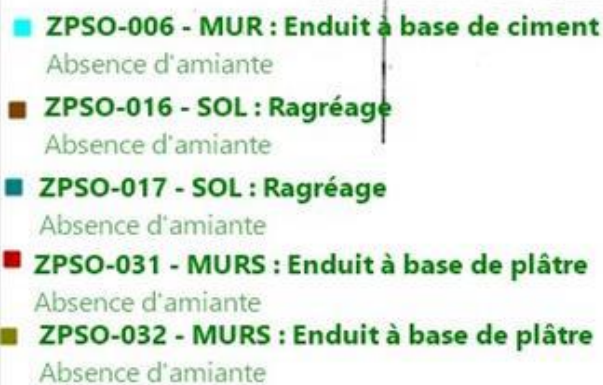 ZPSO-006 - MUR : Enduit à base de ciment
Absence d'amiante
ZPSO-016 - SOL : Ragréage
Absence d'amiante
ZPSO-017 - SOL : Ragréage
Absence d'amiante
ZPSO-031 - MURS : Enduit à base de plâtre
Absence d'amiante
ZPSO-032 - MURS : Enduit à base de plâtre
Absence d'amiante